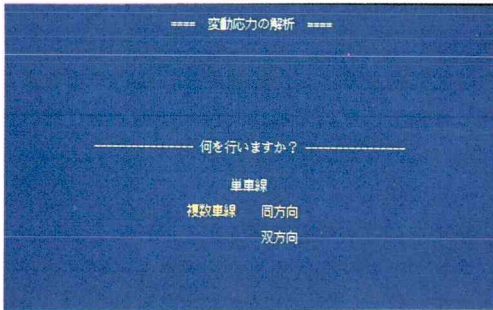 ==== 変動応力の解析 ====
何を行いますか？
単車線
複数車線 同方向
双方向